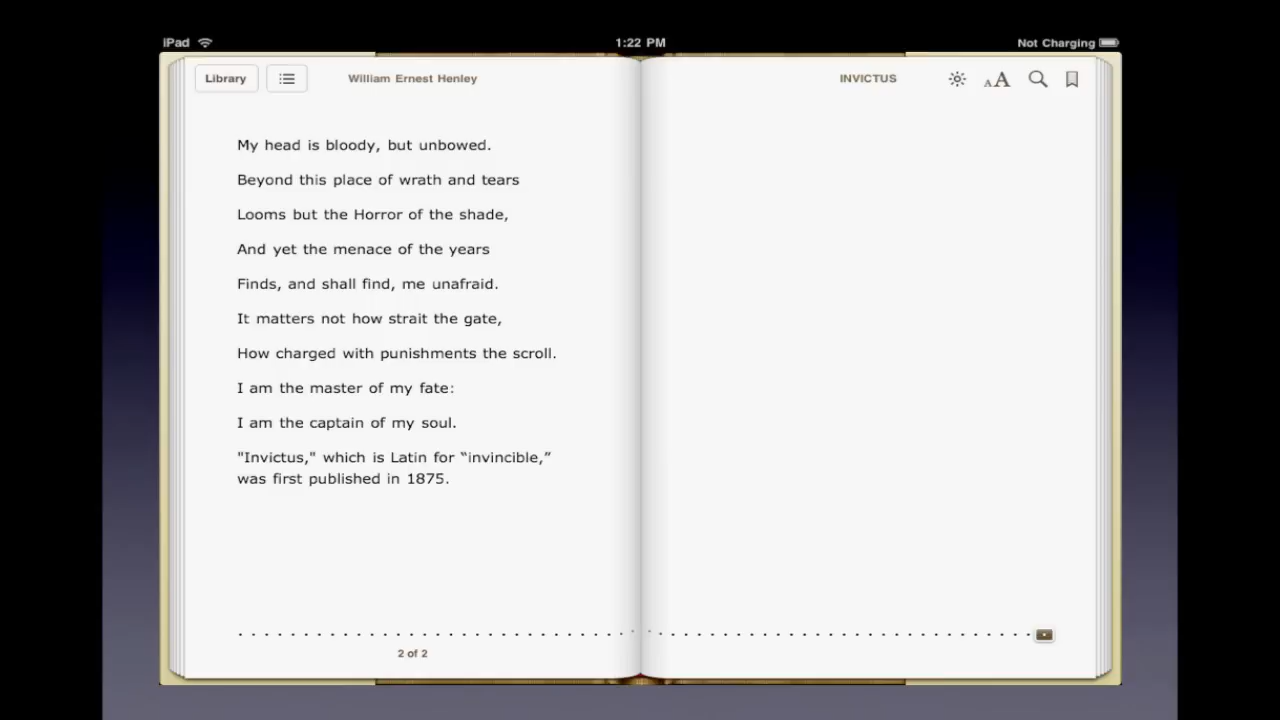 iPad 1:22 PM Not Charging
Library William Ernest Henley INVICTUS AA
My head is bloody, but unbowed.
Beyond this place of wrath and tears
Looms but the Horror of the shade,
And yet the menace of the years
Finds, and shall find, me unafraid.
It matters not how strait the gate,
How charged with punishments the scroll.
I am the master of my fate:
I am the captain of my soul.
"Invictus," which is Latin for “invincible,”
was first published in 1875.
2 of 2